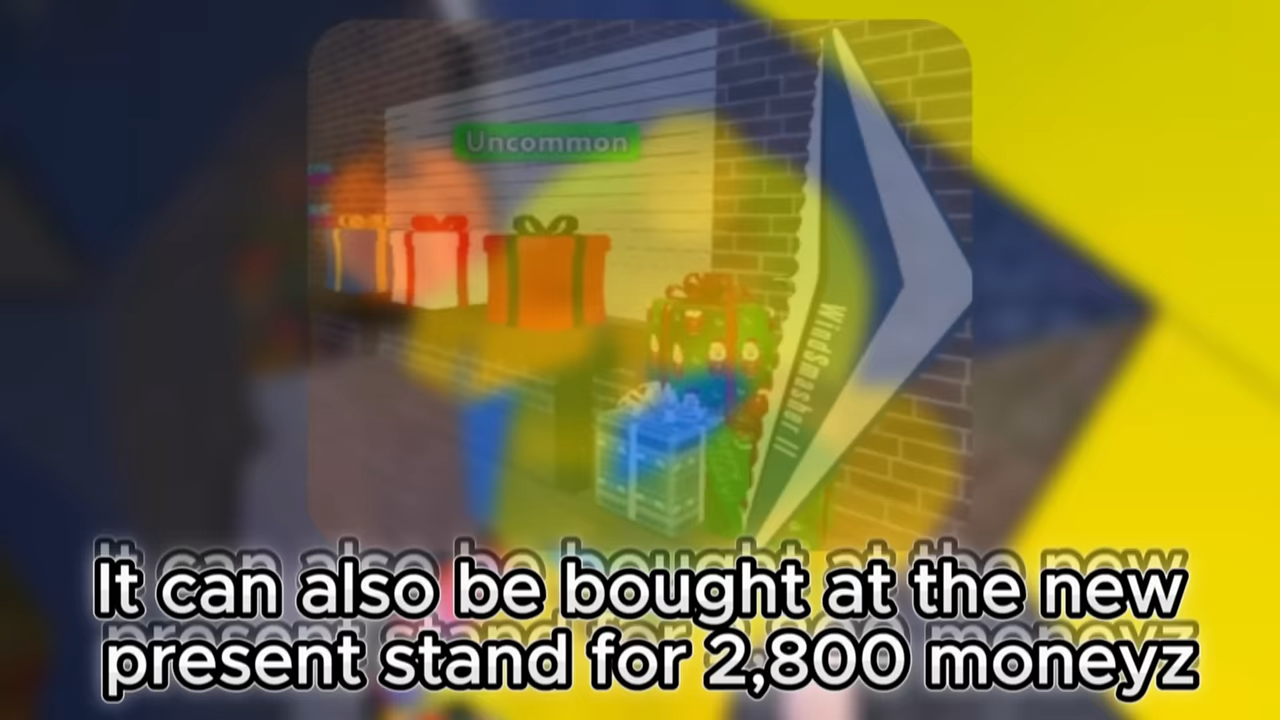 Uncommon
WindSmasher II
It can also be bought at the new
present stand for 2,800 moneyz